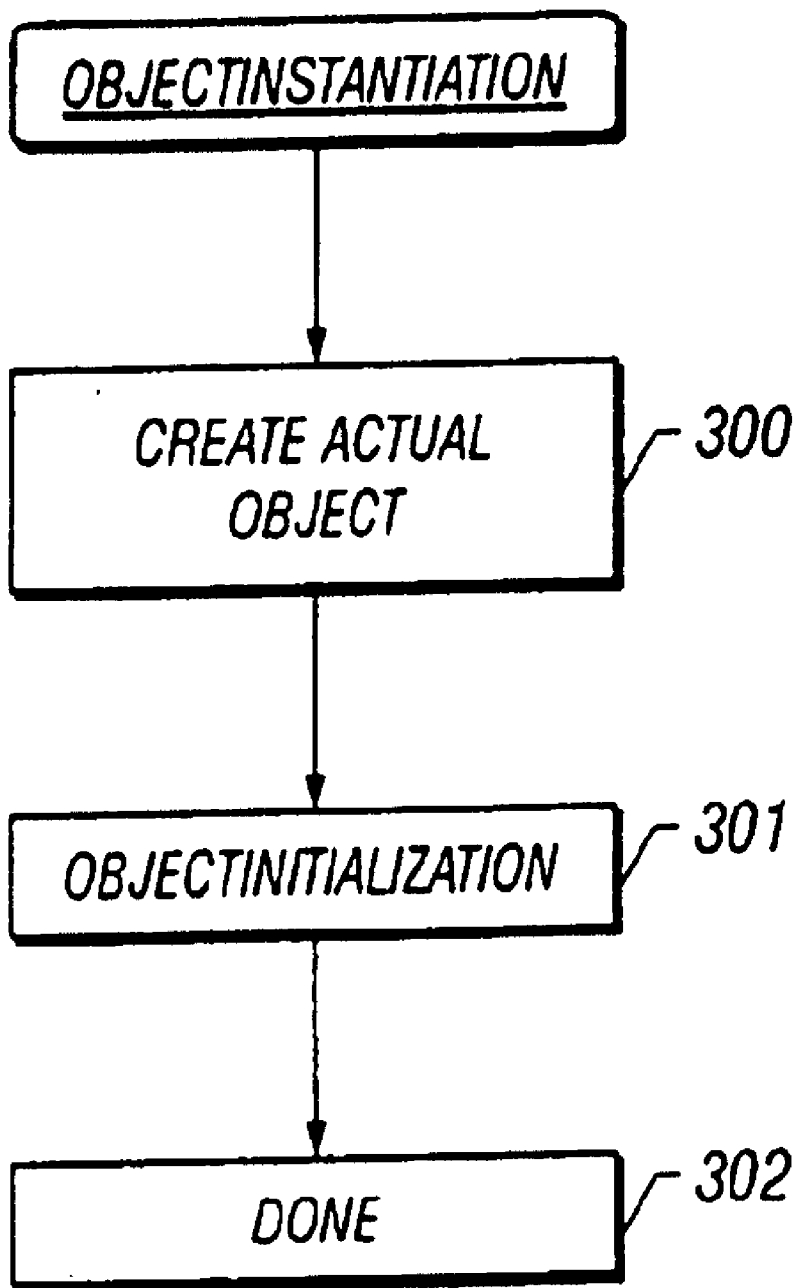 OBJECTINSTANTIATION
CREATE ACTUAL
OBJECT
300
OBJECTINITIALIZATION
301
DONE
302